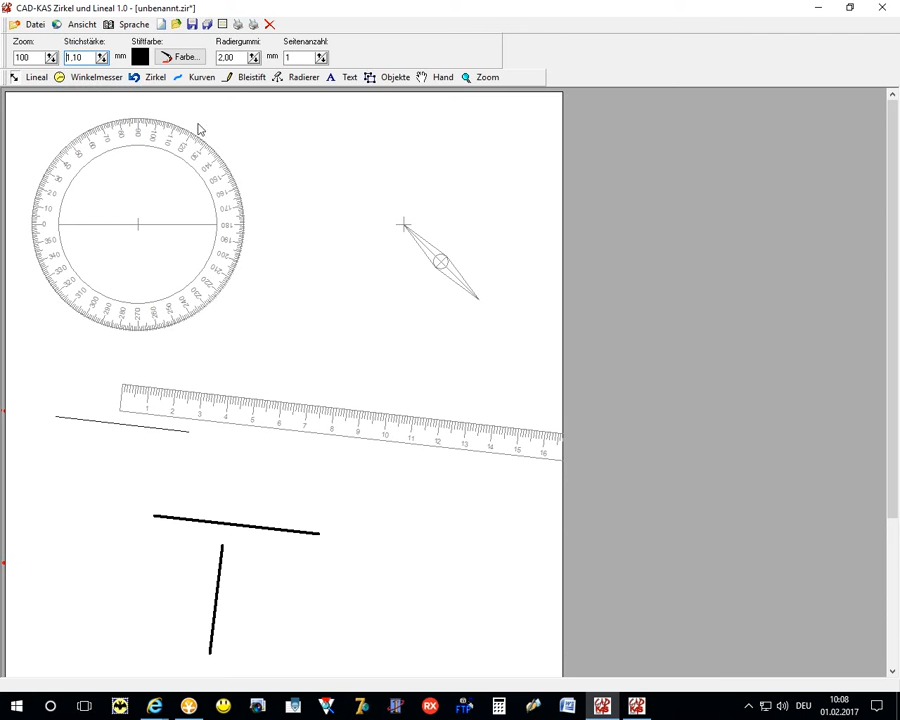 CAD-KAS Zirkel und Lineal 1.0 - [unbenannt.zir*]
Datei Ansicht Sprache
Zoom: Strichstärke: Stiftfarbe: Radiergummi: Seitenanzahl:
100 1,10 mm Farbe... 2,00 mm 1
Lineal Winkelmesser Zirkel Kurven Bleistift Radierer Text Objekte Hand Zoom
1 2 3 4 5 6 7 8 9 10 11 12 13 14 15 16
DEU
10:08
01.02.2017